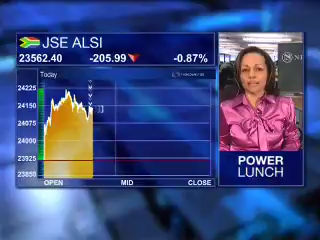 JSE ALSI
23562.40 -205.99 -0.87%
Today
24225
24150
24075
24000
23925
23850
OPEN MID CLOSE
POWER
LUNCH